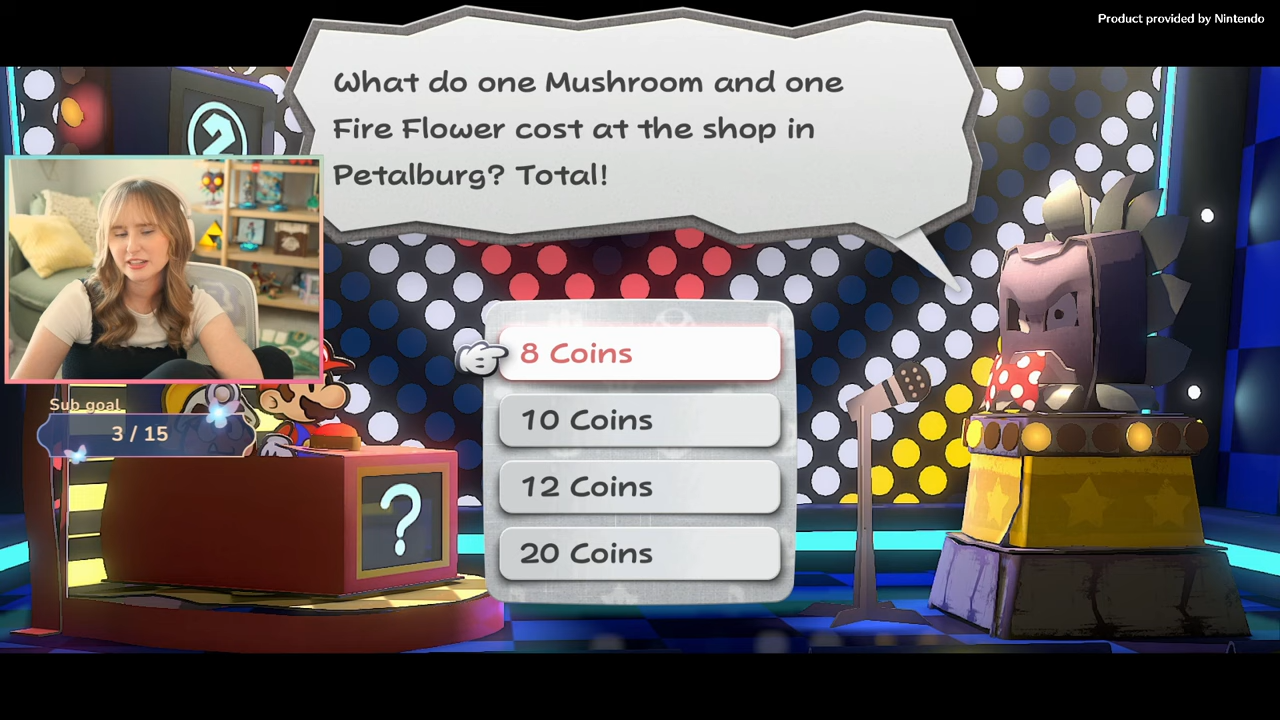 Product provided by Nintendo
What do one Mushroom and one
Fire Flower cost at the shop in
Petalburg? Total!
?
8 Coins
10 Coins
12 Coins
20 Coins
Sub goal
3 / 15
?